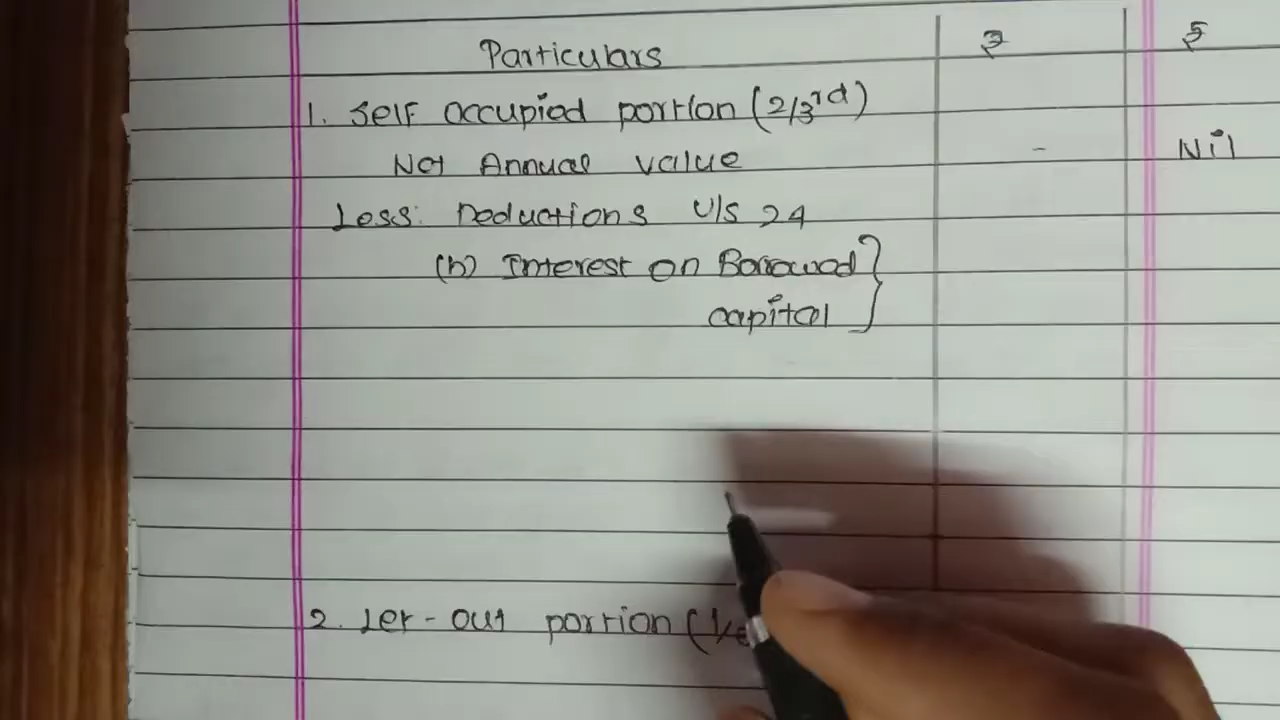 Particulars ₹ ₹
1. Self occupied portion (2/3rd)
Net Annual value - Nil
Less: Deductions U/S 24
(b) Interest on Borrowed
capital
2. Let-out portion (1/